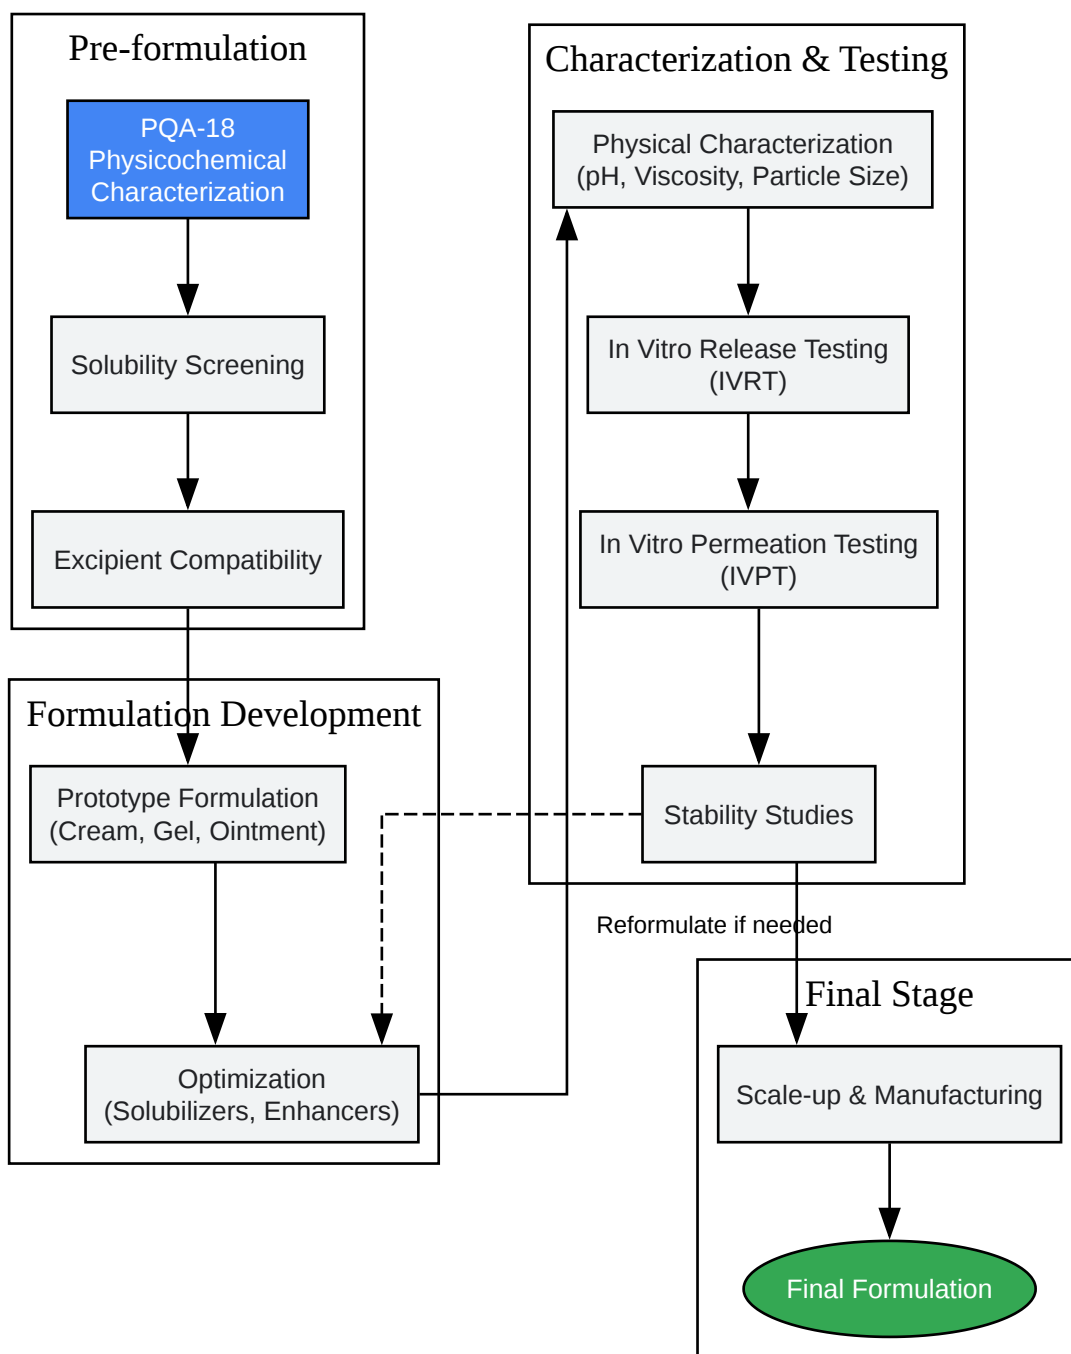 Pre-formulation
PQA-18
Physicochemical
Characterization
Solubility Screening
Excipient Compatibility
Formulation Development
Prototype Formulation
(Cream, Gel, Ointment)
Optimization
(Solubilizers, Enhancers)
Characterization & Testing
Physical Characterization
(pH, Viscosity, Particle Size)
In Vitro Release Testing
(IVRT)
In Vitro Permeation Testing
(IVPT)
Stability Studies
Reformulate if needed
Final Stage
Scale-up & Manufacturing
Final Formulation